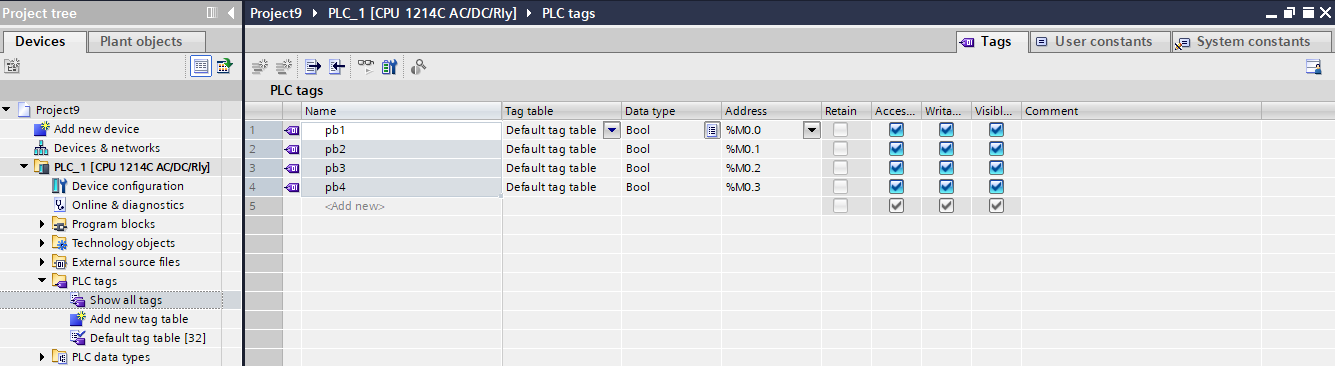 Project tree
Project9 PLC_1 [CPU 1214C AC/DC/Rly] PLC tags
Devices Plant objects
Tags User constants System constants
PLC tags
Name Tag table Data type Address Retain Acces... Writa... Visibl... Comment
1 pb1 Default tag table Bool %M0.0
2 pb2 Default tag table Bool %M0.1
3 pb3 Default tag table Bool %M0.2
4 pb4 Default tag table Bool %M0.3
5 <Add new>
Project9
Add new device
Devices & networks
PLC_1 [CPU 1214C AC/DC/Rly]
Device configuration
Online & diagnostics
Program blocks
Technology objects
External source files
PLC tags
Show all tags
Add new tag table
Default tag table [32]
PLC data types